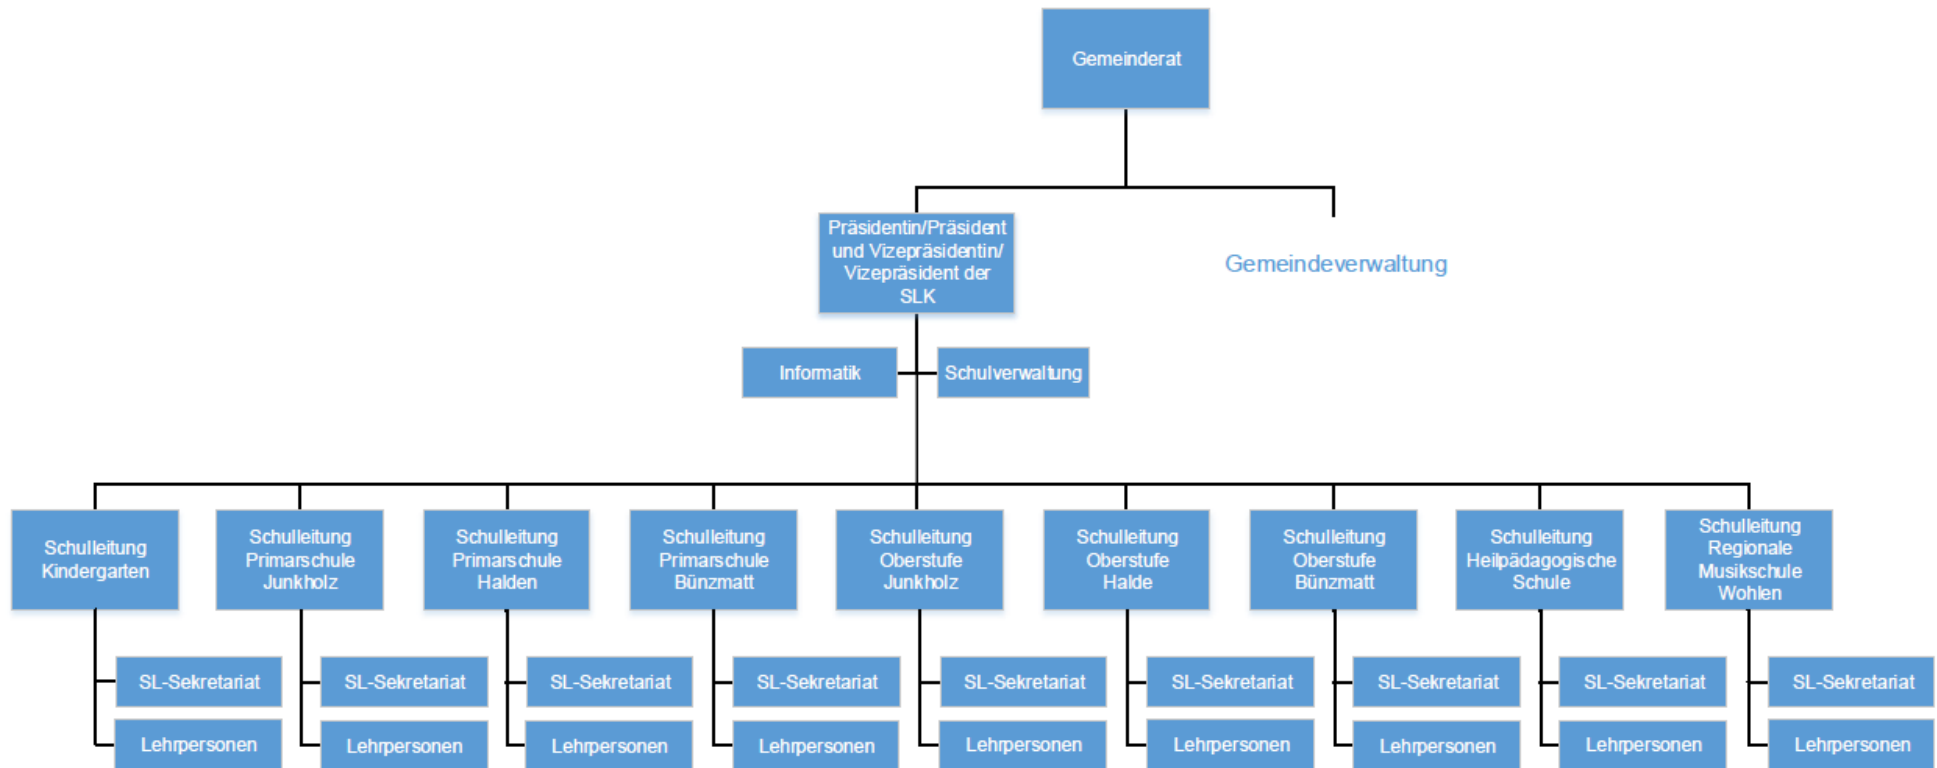 Gemeinderat
Präsidentin/Präsident
und Vizepräsidentin/
Vizepräsident der
SLK
Gemeindeverwaltung
Informatik
Schulverwaltung
Schulleitung
Kindergarten
Schulleitung
Primarschule
Junkholz
Schulleitung
Primarschule
Halden
Schulleitung
Primarschule
Bünzmatt
Schulleitung
Oberstufe
Junkholz
Schulleitung
Oberstufe
Halde
Schulleitung
Oberstufe
Bünzmatt
Schulleitung
Heilpädagogische
Schule
Schulleitung
Regionale
Musikschule
Wohlen
SL-Sekretariat
SL-Sekretariat
SL-Sekretariat
SL-Sekretariat
SL-Sekretariat
SL-Sekretariat
SL-Sekretariat
SL-Sekretariat
SL-Sekretariat
Lehrpersonen
Lehrpersonen
Lehrpersonen
Lehrpersonen
Lehrpersonen
Lehrpersonen
Lehrpersonen
Lehrpersonen
Lehrpersonen